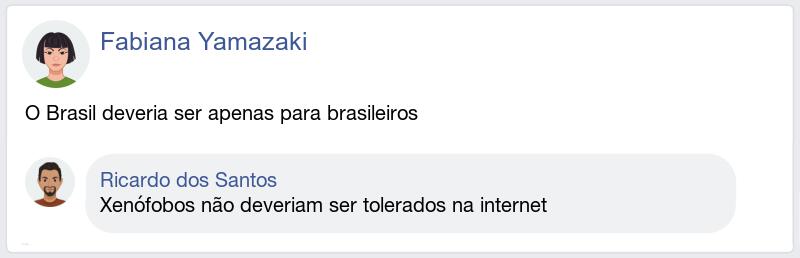 Fabiana Yamazaki
O Brasil deveria ser apenas para brasileiros
Ricardo dos Santos
Xenófobos não deveriam ser tolerados na internet